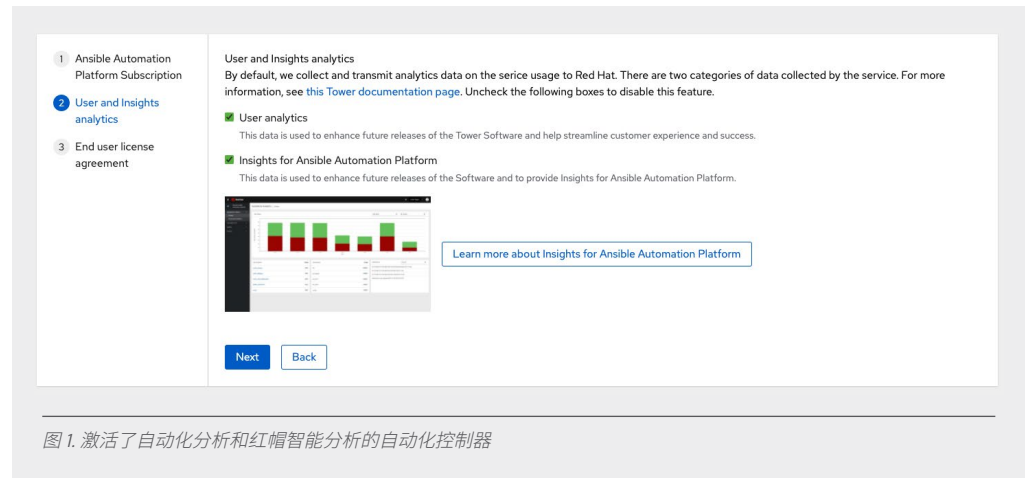 1 Ansible Automation
Platform Subscription
2 User and Insights
analytics
3 End user license
agreement
User and Insights analytics
By default, we collect and transmit analytics data on the serice usage to Red Hat. There are two categories of data collected by the service. For more
information, see this Tower documentation page. Uncheck the following boxes to disable this feature.
User analytics
This data is used to enhance future releases of the Tower Software and help streamline customer experience and success.
Insights for Ansible Automation Platform
This data is used to enhance future releases of the Software and to provide Insights for Ansible Automation Platform.
Learn more about Insights for Ansible Automation Platform
Next Back
图 1. 激活了自动化分析和红帽智能分析的自动化控制器